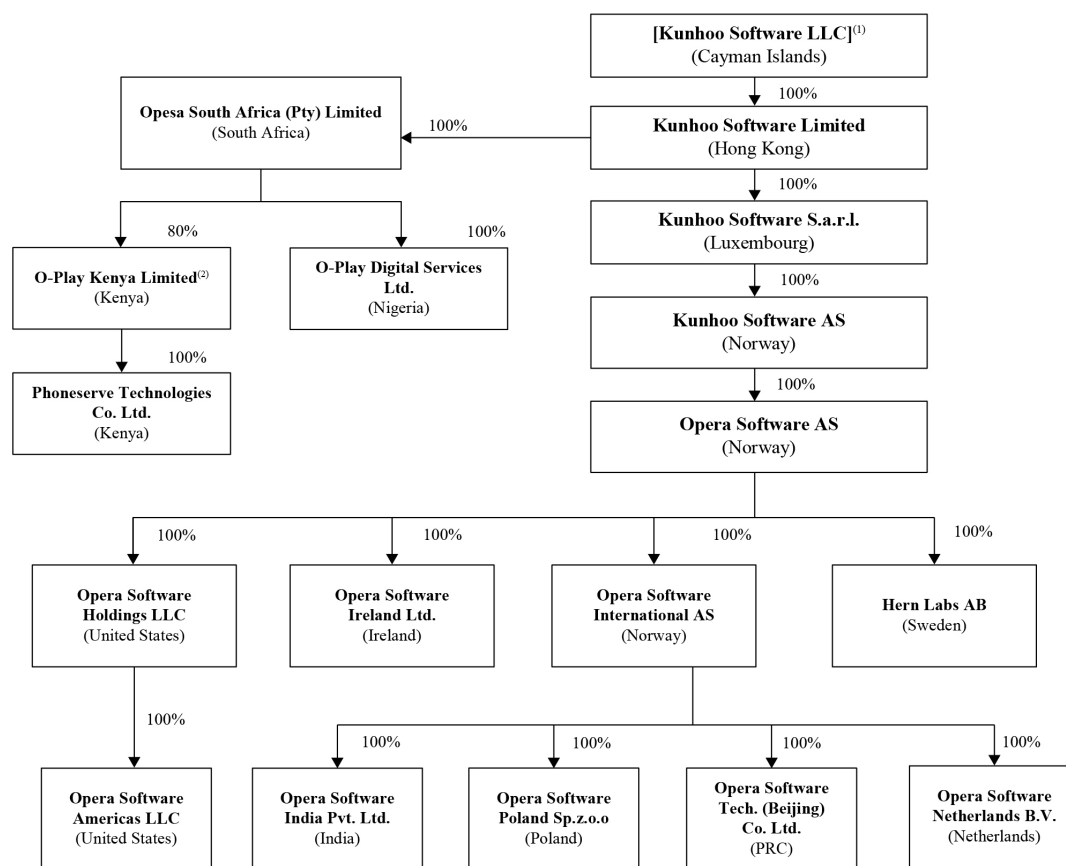 [Kunhoo Software LLC](1)
(Cayman Islands)
100%
Opesa South Africa (Pty) Limited
(South Africa)
100%
Kunhoo Software Limited
(Hong Kong)
100%
80%
100%
Kunhoo Software S.a.r.l.
(Luxembourg)
O-Play Kenya Limited(2)
(Kenya)
O-Play Digital Services
Ltd.
(Nigeria)
100%
Kunhoo Software AS
(Norway)
100%
100%
Phoneserve Technologies
Co. Ltd.
(Kenya)
Opera Software AS
(Norway)
100%
100%
100%
100%
Opera Software
Holdings LLC
(United States)
Opera Software
Ireland Ltd.
(Ireland)
Opera Software
International AS
(Norway)
Hern Labs AB
(Sweden)
100%
100%
100%
100%
100%
Opera Software
Americas LLC
(United States)
Opera Software
India Pvt. Ltd.
(India)
Opera Software
Poland Sp.z.o.o
(Poland)
Opera Software
Tech. (Beijing)
Co. Ltd.
(PRC)
Opera Software
Netherlands B.V.
(Netherlands)